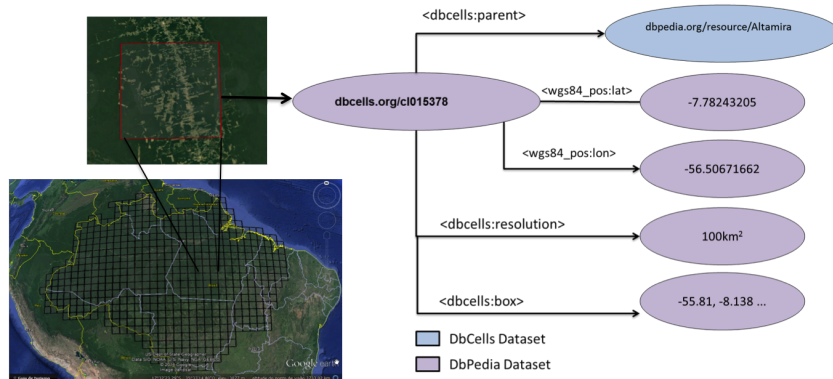 <dbcells:parent>
dbpedia.org/resource/Altamira
dbcells.org/cl015378
<wgs84_pos:lat>
-7.78243205
<wgs84_pos:lon>
-56.50671662
<dbcells:resolution>
100km²
<dbcells:box>
-55.81, -8.138 ...
DbCells Dataset
DbPedia Dataset
Google earth